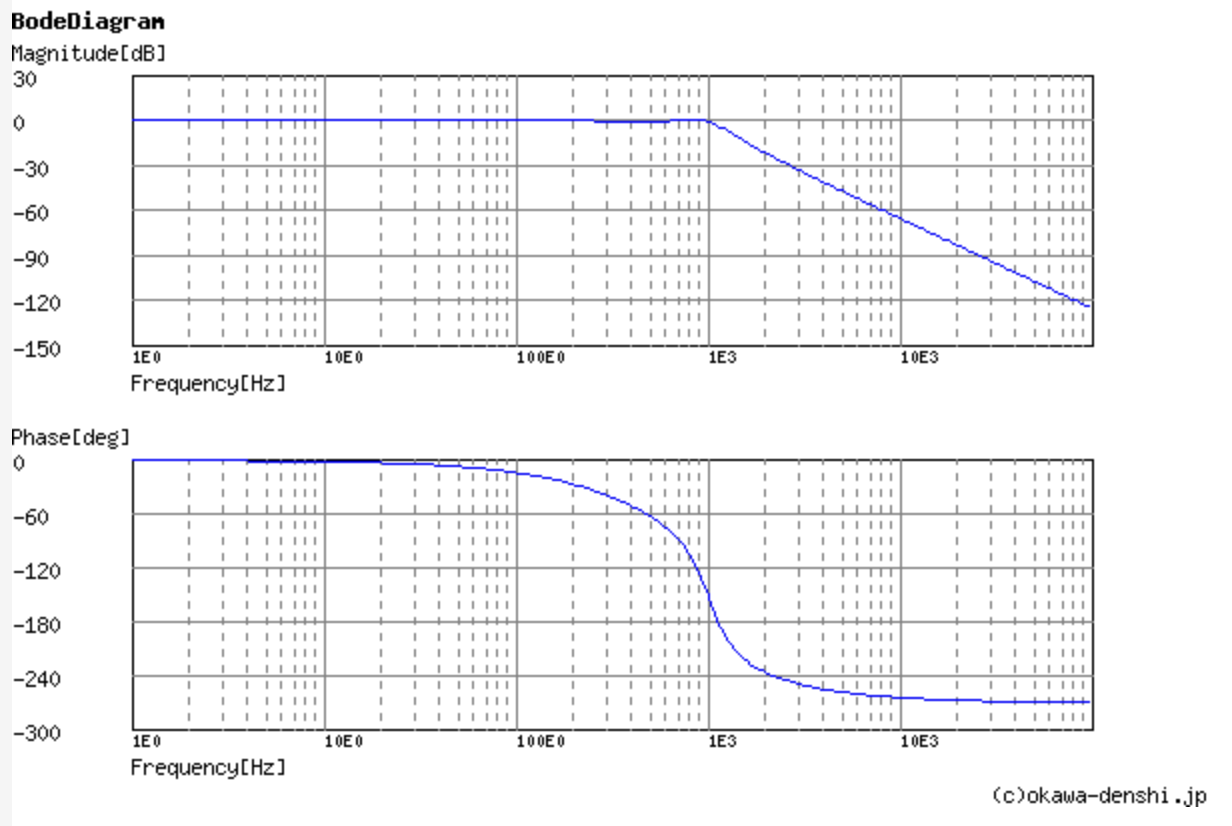 BodeDiagram
Magnitude[dB]
30
0
-30
-60
-90
-120
-150
1E0 10E0 100E0 1E3 10E3
Frequency[Hz]
Phase[deg]
0
-60
-120
-180
-240
-300
1E0 10E0 100E0 1E3 10E3
Frequency[Hz]
(c)okawa-denshi.jp